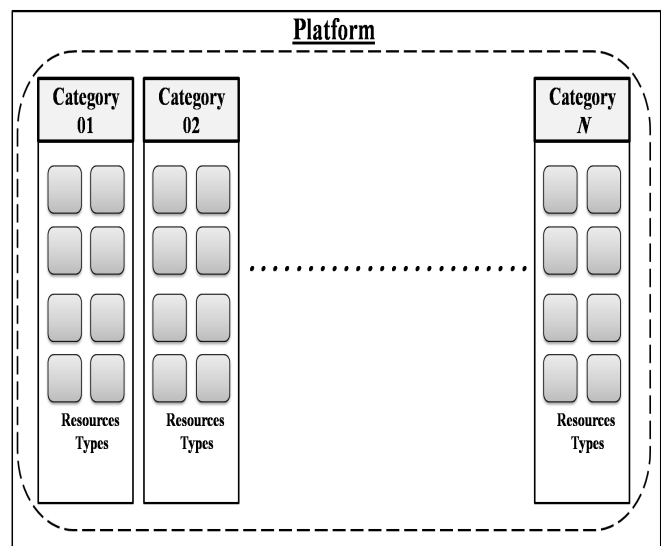 Platform
Category
01
Category
02
Category
N
Resources
Types
Resources
Types
Resources
Types